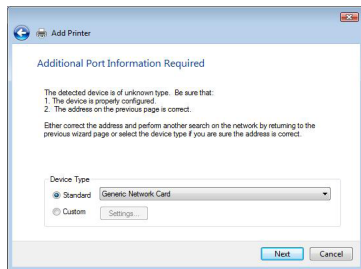 Add Printer
Additional Port Information Required
The detected device is of unknown type. Be sure that:
1. The device is properly configured.
2. The address on the previous page is correct.
Either correct the address and perform another search on the network by returning to the
previous wizard page or select the device type if you are sure the address is correct.
Device Type
Standard Generic Network Card
Custom Settings...
Next Cancel